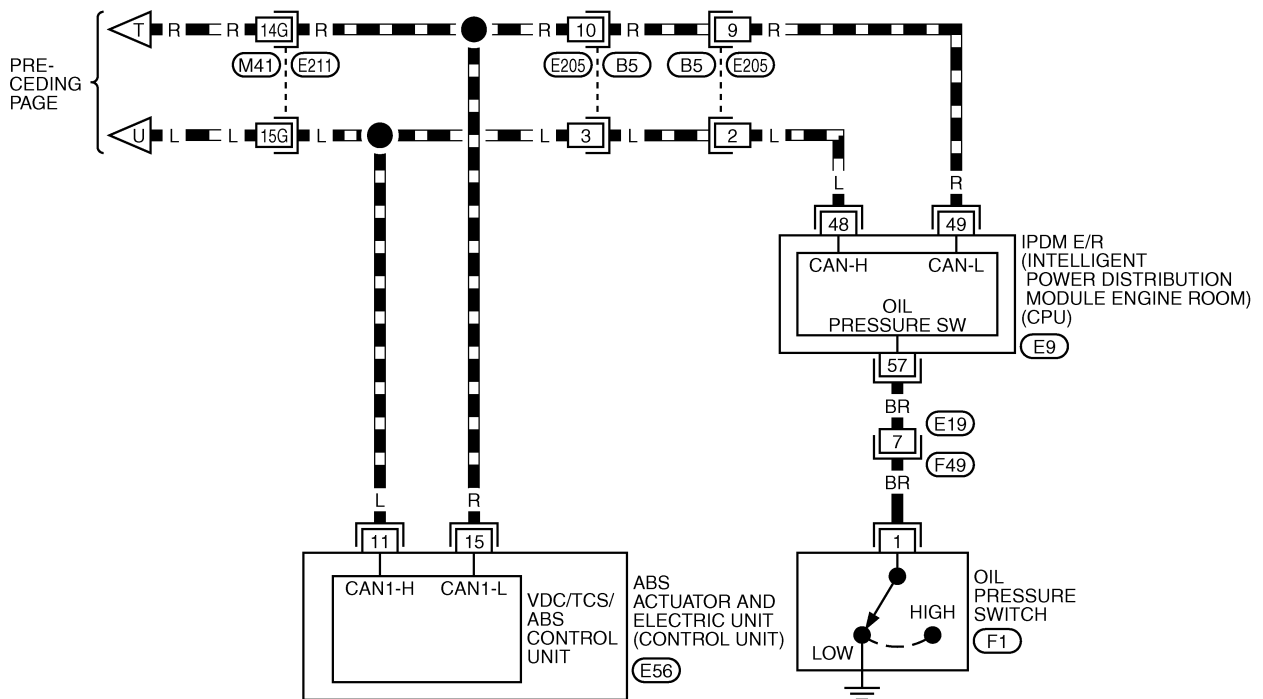 PRE-
CEDING
PAGE
T R R 14G R R 10 R R 9 R
M41 E211 E205 B5 B5 E205
U L L 15G L L 3 L L 2 L
L R
48 49
CAN-H CAN-L
OIL
PRESSURE SW
IPDM E/R
(INTELLIGENT
POWER DISTRIBUTION
MODULE ENGINE ROOM)
(CPU)
E9
57
BR
E19
7
F49
BR
L R
11 15
CAN1-H CAN1-L
VDC/TCS/
ABS
CONTROL
UNIT
ABS
ACTUATOR AND
ELECTRIC UNIT
(CONTROL UNIT)
E56
1
HIGH
LOW
OIL
PRESSURE
SWITCH
F1